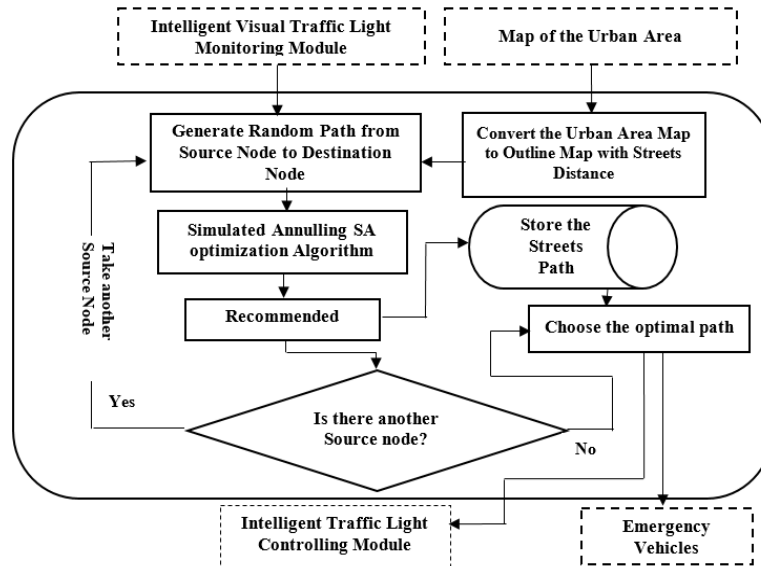 Intelligent Visual Traffic Light
Monitoring Module
Map of the Urban Area
Generate Random Path from
Source Node to Destination
Node
Convert the Urban Area Map
to Outline Map with Streets
Distance
Simulated Annulling SA
optimization Algorithm
Store the
Streets
Path
Take another
Source Node
Recommended
Choose the optimal path
Is there another
Source node?
Yes
No
Intelligent Traffic Light
Controlling Module
Emergency
Vehicles